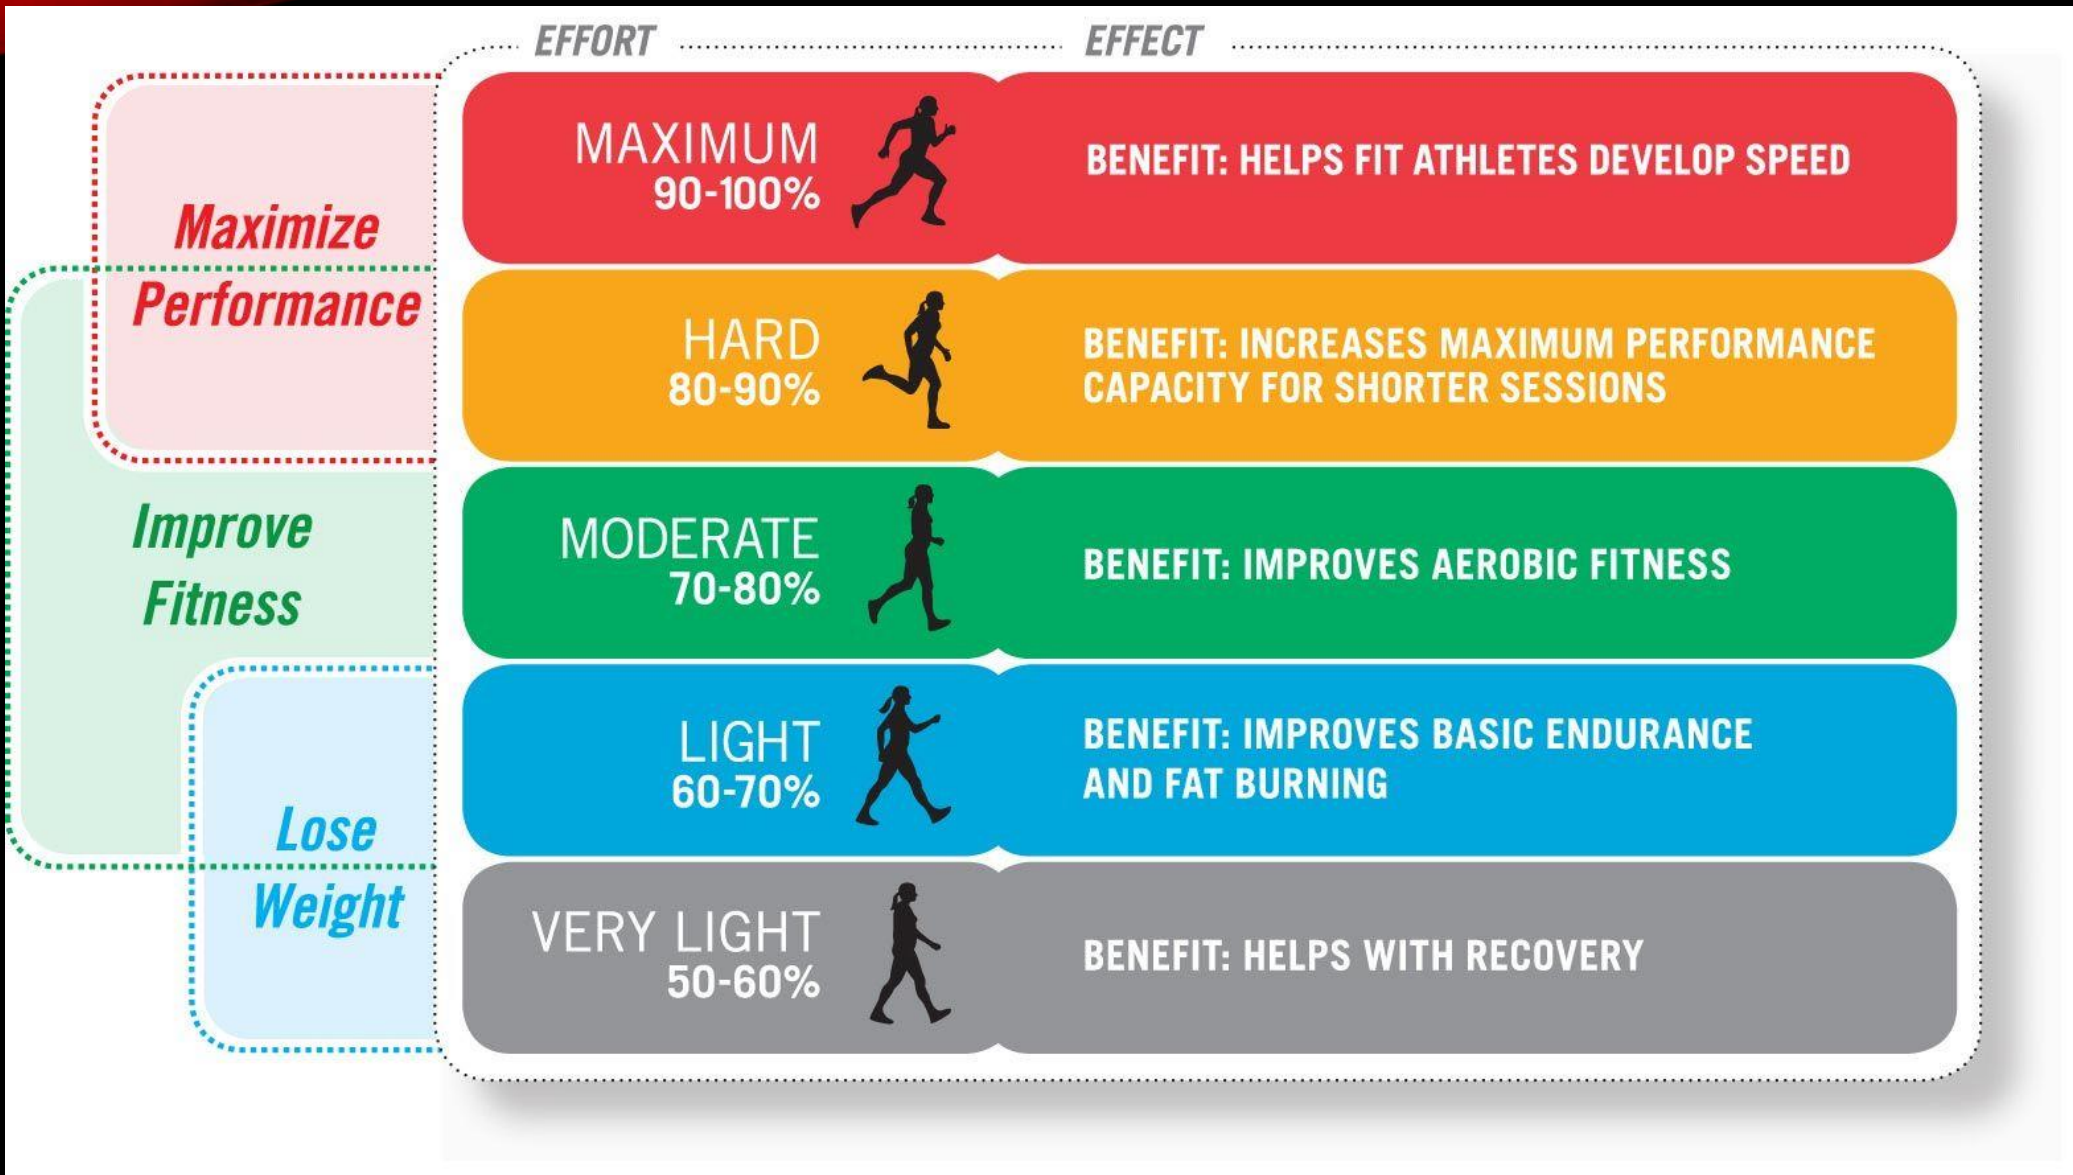 EFFORT
EFFECT
Maximize
Performance
Improve
Fitness
Lose
Weight
MAXIMUM
90-100%
BENEFIT: HELPS FIT ATHLETES DEVELOP SPEED
HARD
80-90%
BENEFIT: INCREASES MAXIMUM PERFORMANCE
CAPACITY FOR SHORTER SESSIONS
MODERATE
70-80%
BENEFIT: IMPROVES AEROBIC FITNESS
LIGHT
60-70%
BENEFIT: IMPROVES BASIC ENDURANCE
AND FAT BURNING
VERY LIGHT
50-60%
BENEFIT: HELPS WITH RECOVERY